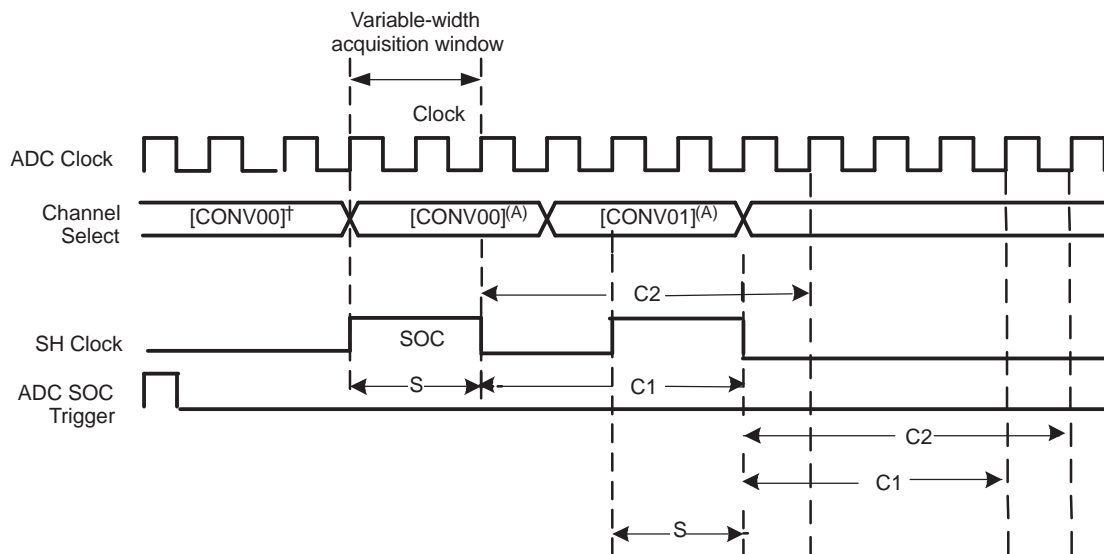 Variable-width
acquisition window
Clock
ADC Clock
Channel
Select
[CONV00]†
[CONV00](A)
[CONV01](A)
C2
SH Clock
SOC
S
C1
ADC SOC
Trigger
C2
C1
S